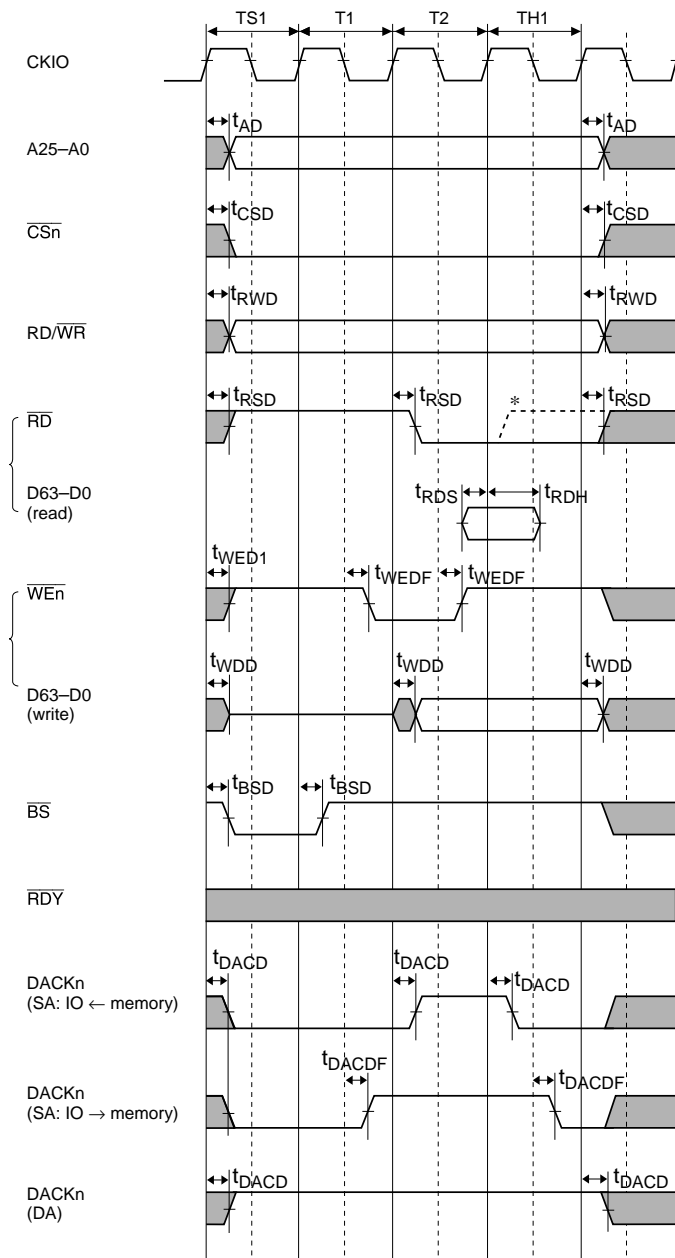 TS1 T1 T2 TH1
CKIO
tAD tAD
A25–A0
tCSD tCSD
CSn
tRWD tRWD
RD/WR
tRSD tRSD * tRSD
RD
D63–D0
(read)
tRDS tRDH
tWED1 tWEDF tWEDF
WEn
tWDD tWDD tWDD
D63–D0
(write)
tBSD tBSD
BS
RDY
tDACD tDACD tDACD
DACKn
(SA: IO ← memory)
tDACDF tDACDF
DACKn
(SA: IO → memory)
tDACD tDACD
DACKn
(DA)